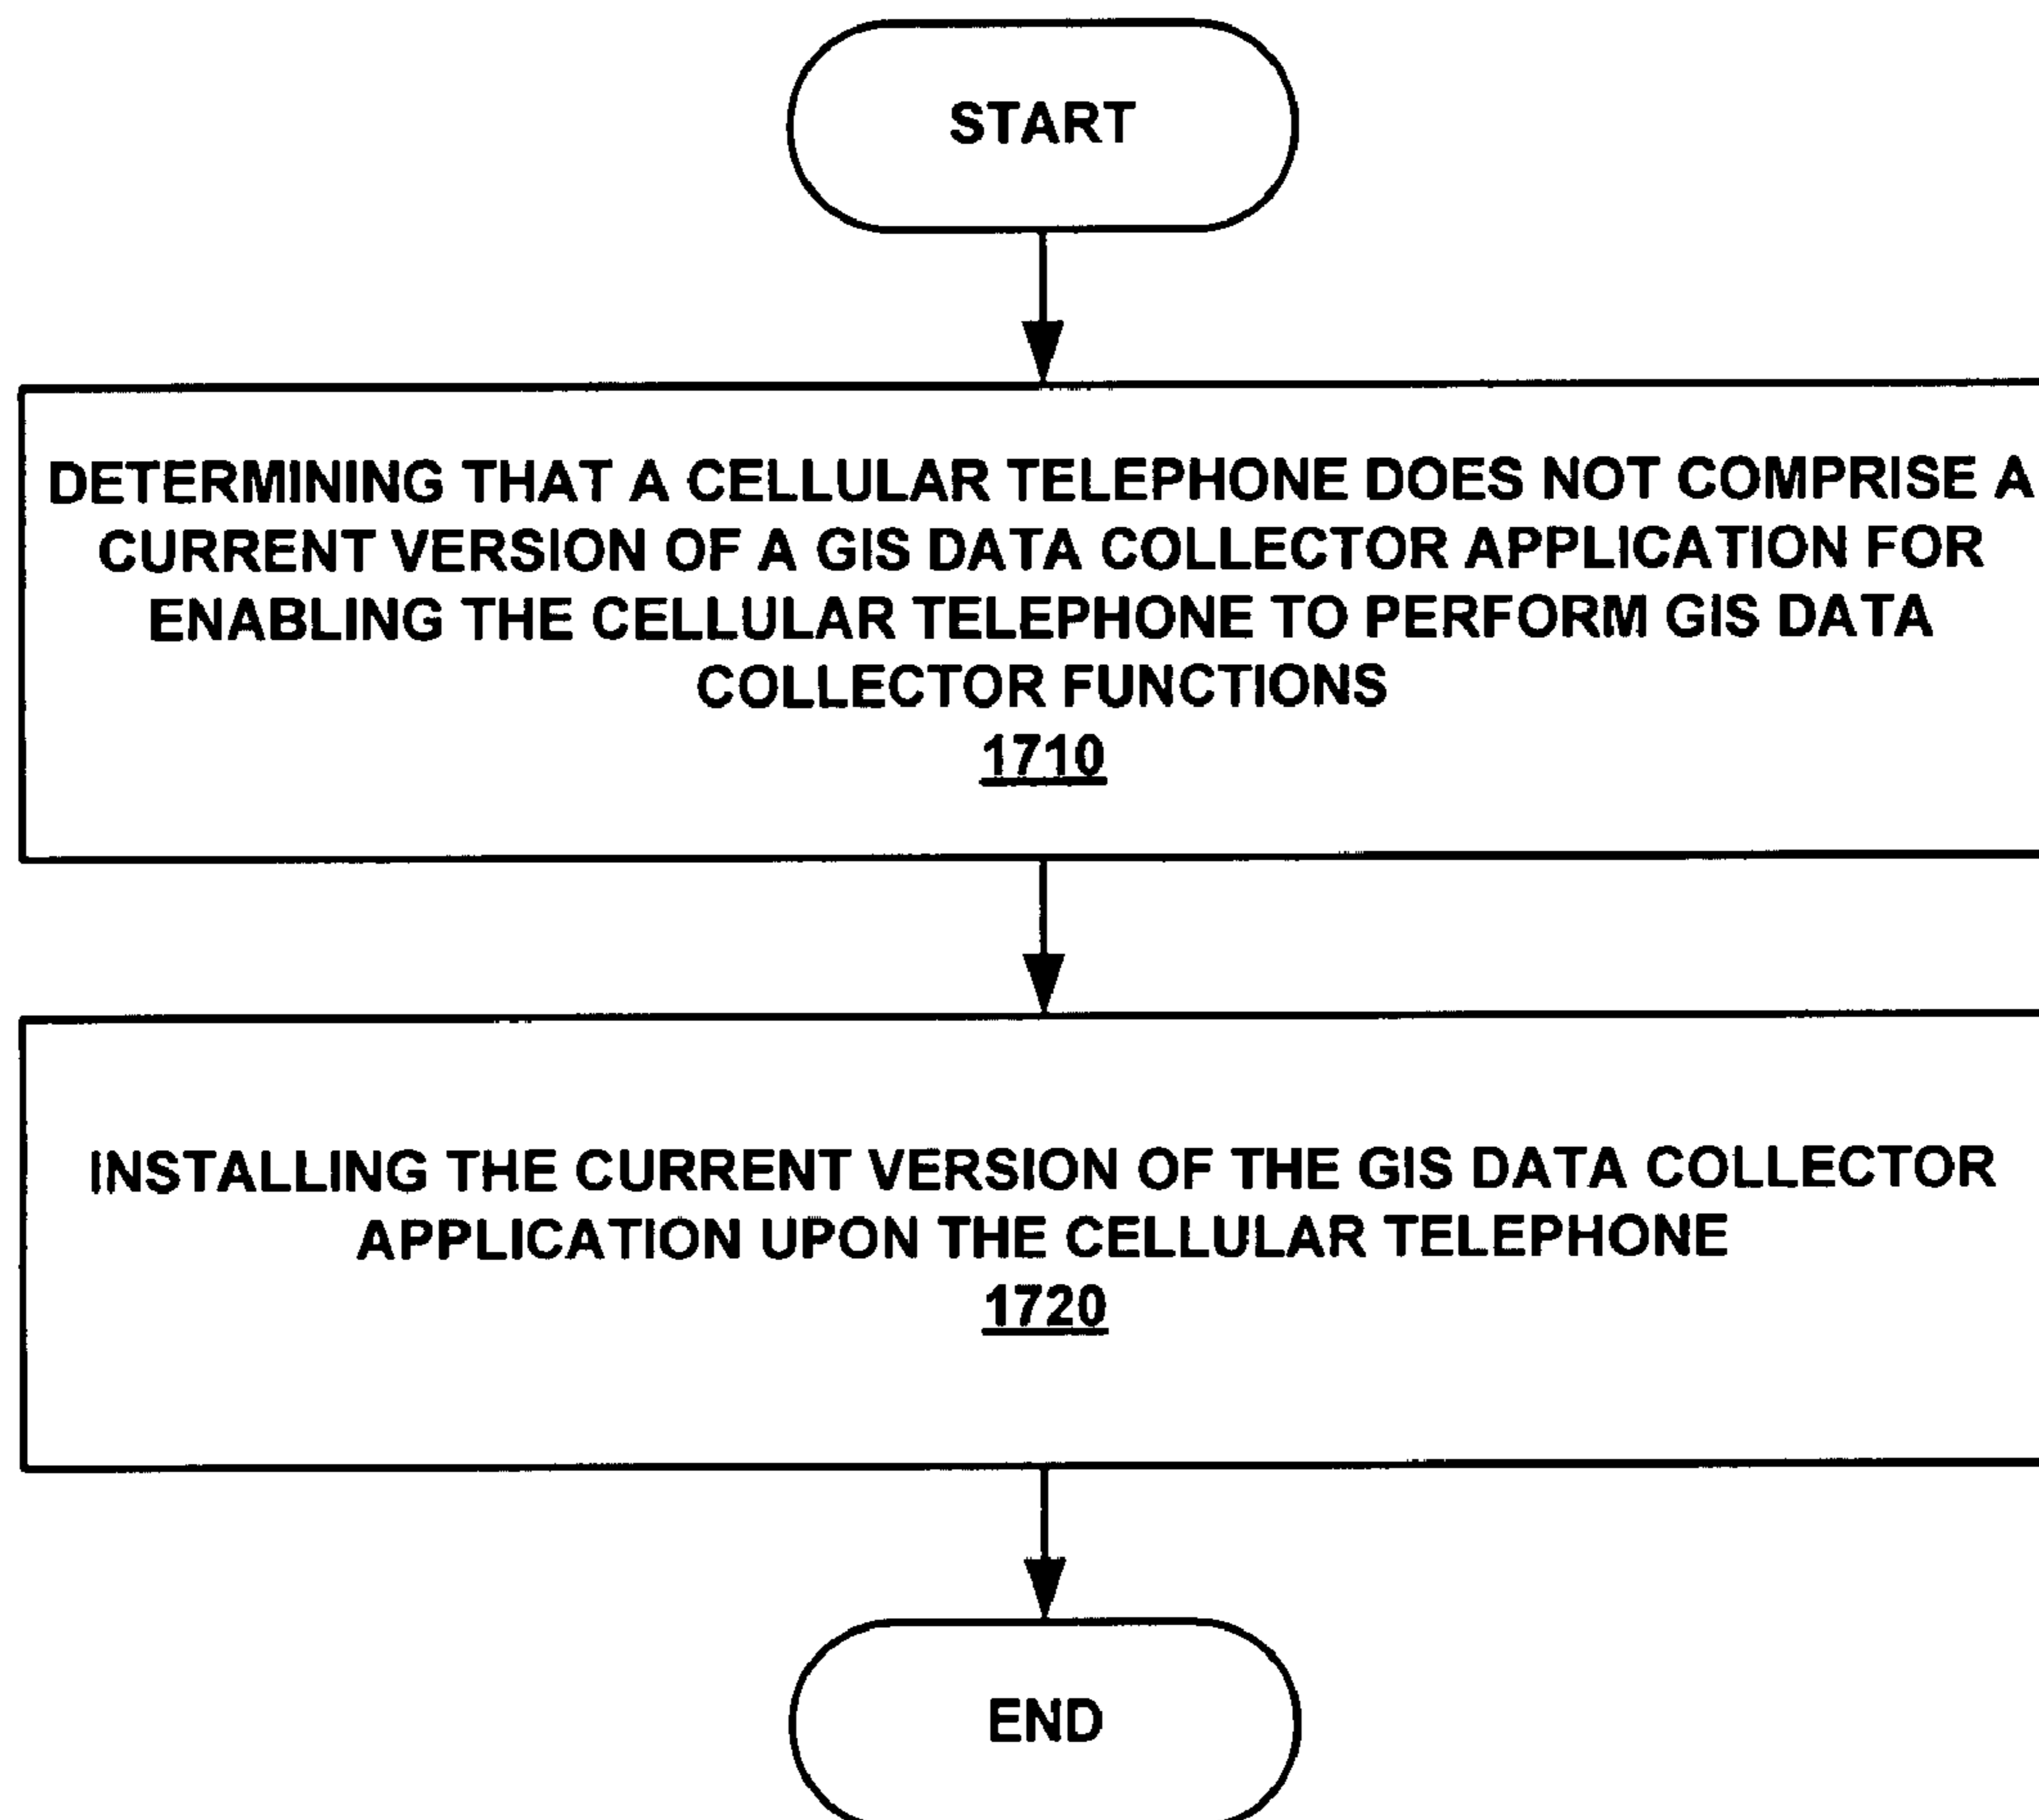 START
DETERMINING THAT A CELLULAR TELEPHONE DOES NOT COMPRISE A
CURRENT VERSION OF A GIS DATA COLLECTOR APPLICATION FOR
ENABLING THE CELLULAR TELEPHONE TO PERFORM GIS DATA
COLLECTOR FUNCTIONS
1710
INSTALLING THE CURRENT VERSION OF THE GIS DATA COLLECTOR
APPLICATION UPON THE CELLULAR TELEPHONE
1720
END